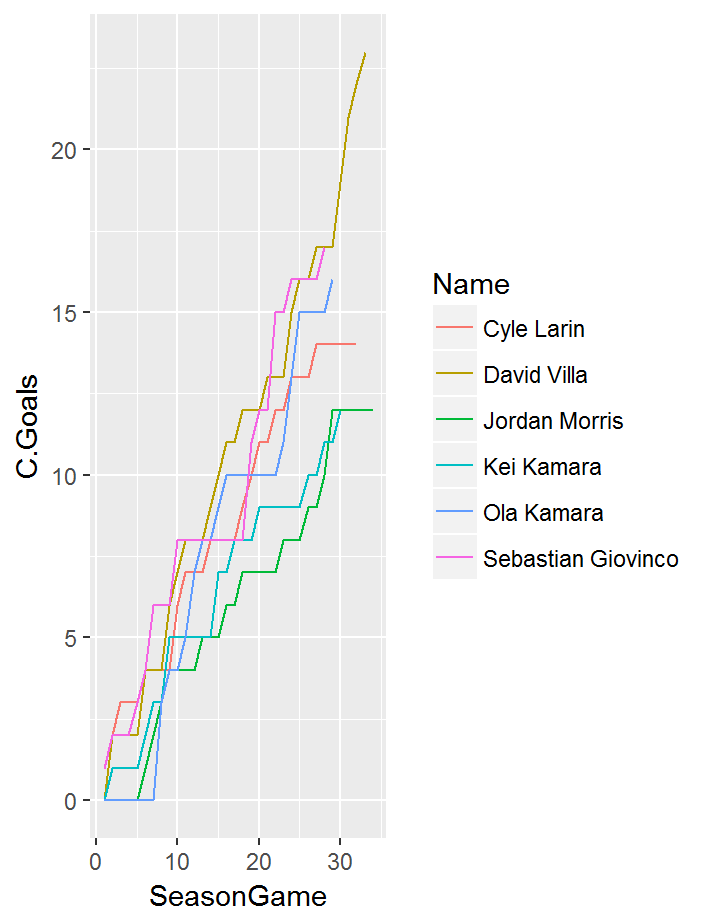 C.Goals
20
15
10
5
0
0 10 20 30
SeasonGame
Name
Cyle Larin
David Villa
Jordan Morris
Kei Kamara
Ola Kamara
Sebastian Giovinco